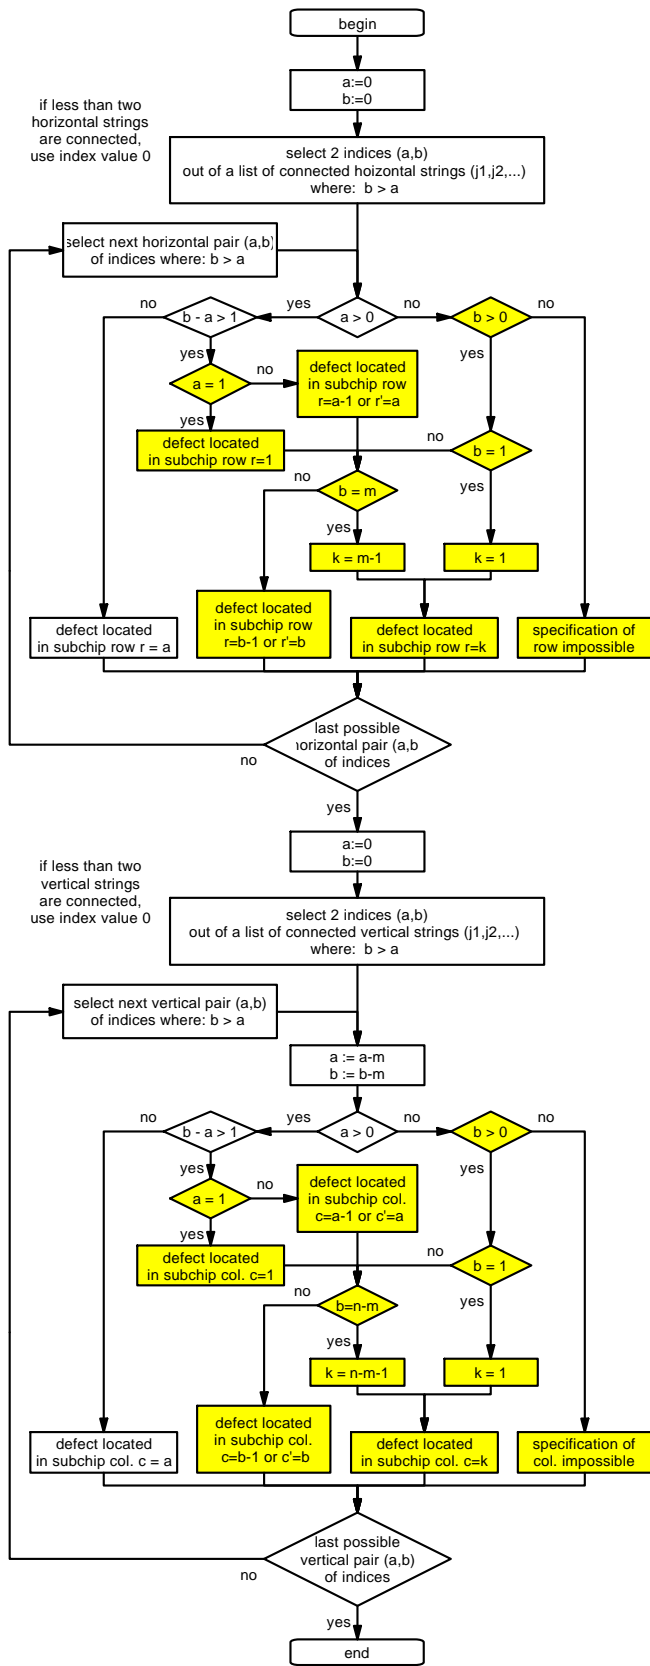 begin
a:=0
b:=0
if less than two
horizontal strings
are connected,
use index value 0
select 2 indices (a,b)
out of a list of connected hoizontal strings (j1,j2,...)
where: b > a
select next horizontal pair (a,b)
of indices where: b > a
no
b - a > 1
yes
a > 0
no
b > 0
no
yes
a = 1
no
defect located
in subchip row
r=a-1 or r'=a
yes
yes
defect located
in subchip row r=1
no
b = 1
no
b = m
yes
yes
k = m-1
k = 1
defect located
in subchip row r = a
defect located
in subchip row
r=b-1 or r'=b
defect located
in subchip row r=k
specification of
row impossible
last possible
horizontal pair (a,b
of indices
no
yes
a:=0
b:=0
if less than two
vertical strings
are connected,
use index value 0
select 2 indices (a,b)
out of a list of connected vertical strings (j1,j2,...)
where: b > a
select next vertical pair (a,b)
of indices where: b > a
a := a-m
b := b-m
no
b - a > 1
yes
a > 0
no
b > 0
no
yes
a = 1
no
defect located
in subchip col.
c=a-1 or c'=a
yes
yes
defect located
in subchip col. c=1
no
b = 1
no
b=n-m
yes
yes
k = n-m-1
k = 1
defect located
in subchip col. c = a
defect located
in subchip col.
c=b-1 or c'=b
defect located
in subchip col. c=k
specification of
col. impossible
last possible
vertical pair (a,b)
of indices
no
yes
end